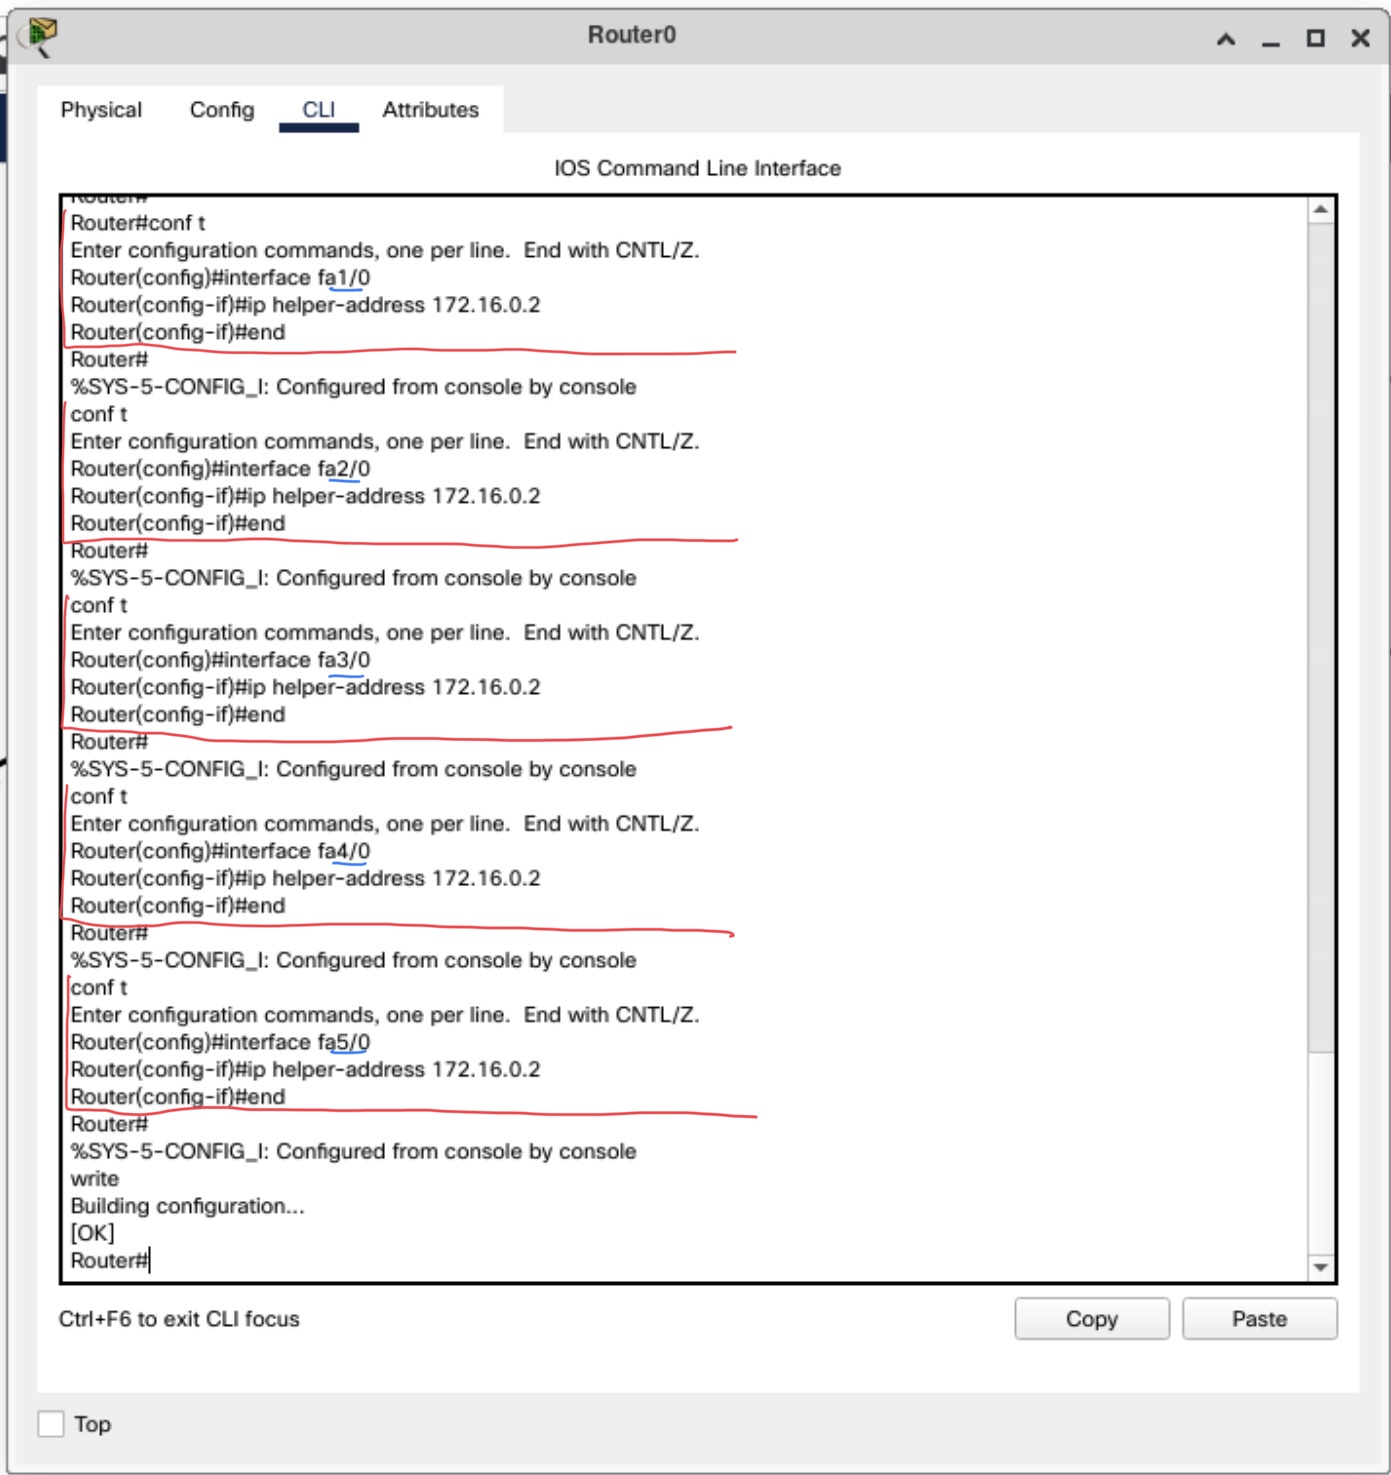 Router0
Physical Config CLI Attributes
IOS Command Line Interface
Router#
Router#conf t
Enter configuration commands, one per line.  End with CNTL/Z.
Router(config)#interface fa1/0
Router(config-if)#ip helper-address 172.16.0.2
Router(config-if)#end
Router#
%SYS-5-CONFIG_I: Configured from console by console
conf t
Enter configuration commands, one per line.  End with CNTL/Z.
Router(config)#interface fa2/0
Router(config-if)#ip helper-address 172.16.0.2
Router(config-if)#end
Router#
%SYS-5-CONFIG_I: Configured from console by console
conf t
Enter configuration commands, one per line.  End with CNTL/Z.
Router(config)#interface fa3/0
Router(config-if)#ip helper-address 172.16.0.2
Router(config-if)#end
Router#
%SYS-5-CONFIG_I: Configured from console by console
conf t
Enter configuration commands, one per line.  End with CNTL/Z.
Router(config)#interface fa4/0
Router(config-if)#ip helper-address 172.16.0.2
Router(config-if)#end
Router#
%SYS-5-CONFIG_I: Configured from console by console
conf t
Enter configuration commands, one per line.  End with CNTL/Z.
Router(config)#interface fa5/0
Router(config-if)#ip helper-address 172.16.0.2
Router(config-if)#end
Router#
%SYS-5-CONFIG_I: Configured from console by console
write
Building configuration...
[OK]
Router#
Ctrl+F6 to exit CLI focus
Copy Paste
Top